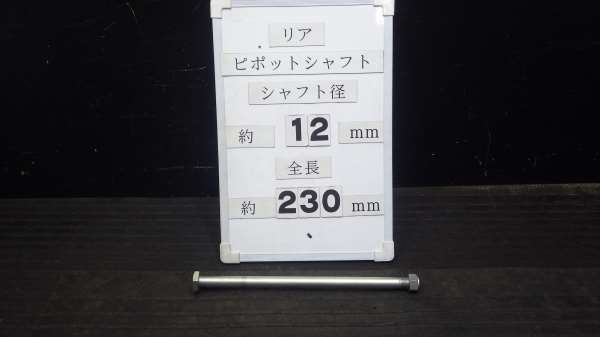 リア
ピボットシャフト
シャフト径
約 12 mm
全長
約 230 mm